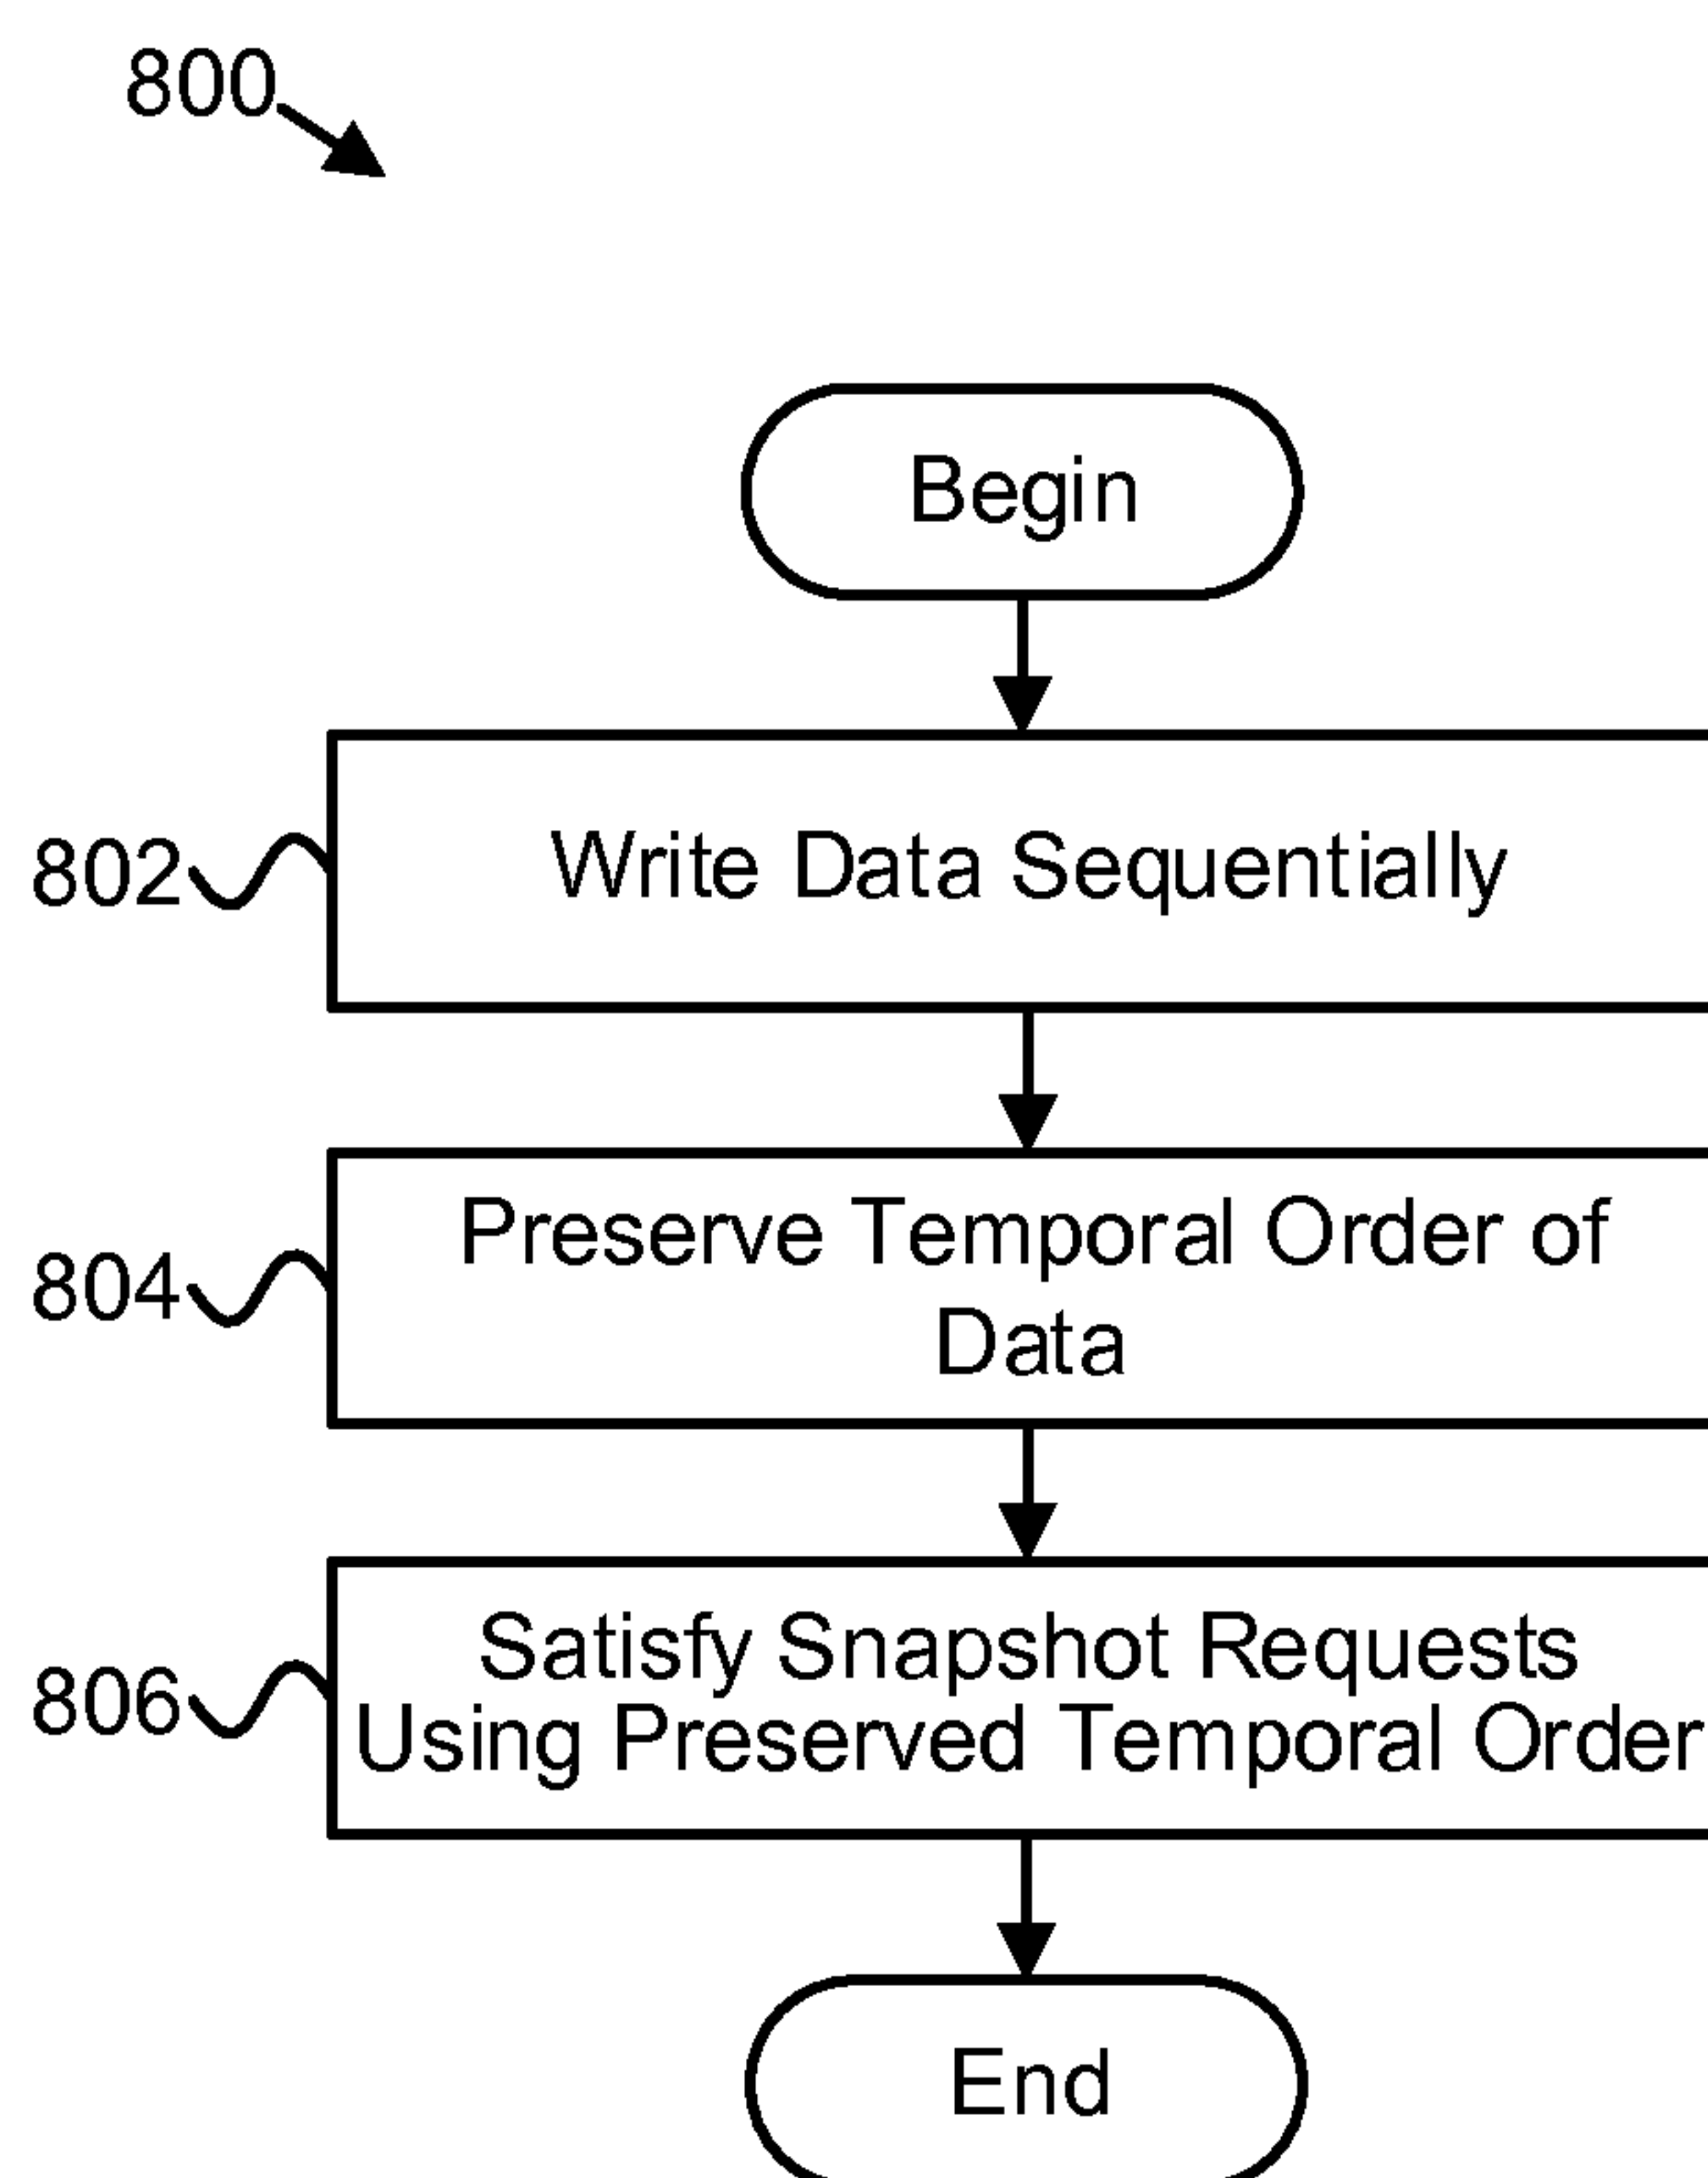 800
Begin
802
Write Data Sequentially
804
Preserve Temporal Order of
Data
806
Satisfy Snapshot Requests
Using Preserved Temporal Order
End